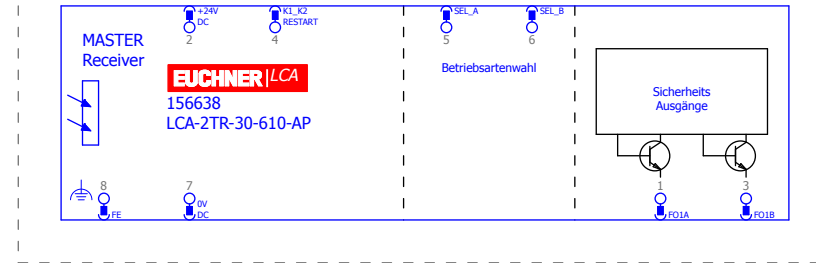 +24V
DC
2
K1_K2
RESTART
4
SEL_A
5
SEL_B
6
MASTER
Receiver
EUCHNER LCA
156638
LCA-2TR-30-610-AP
Betriebsartenwahl
Sicherheits
Ausgänge
8
FE
7
0V
DC
1
FO1A
3
FO1B